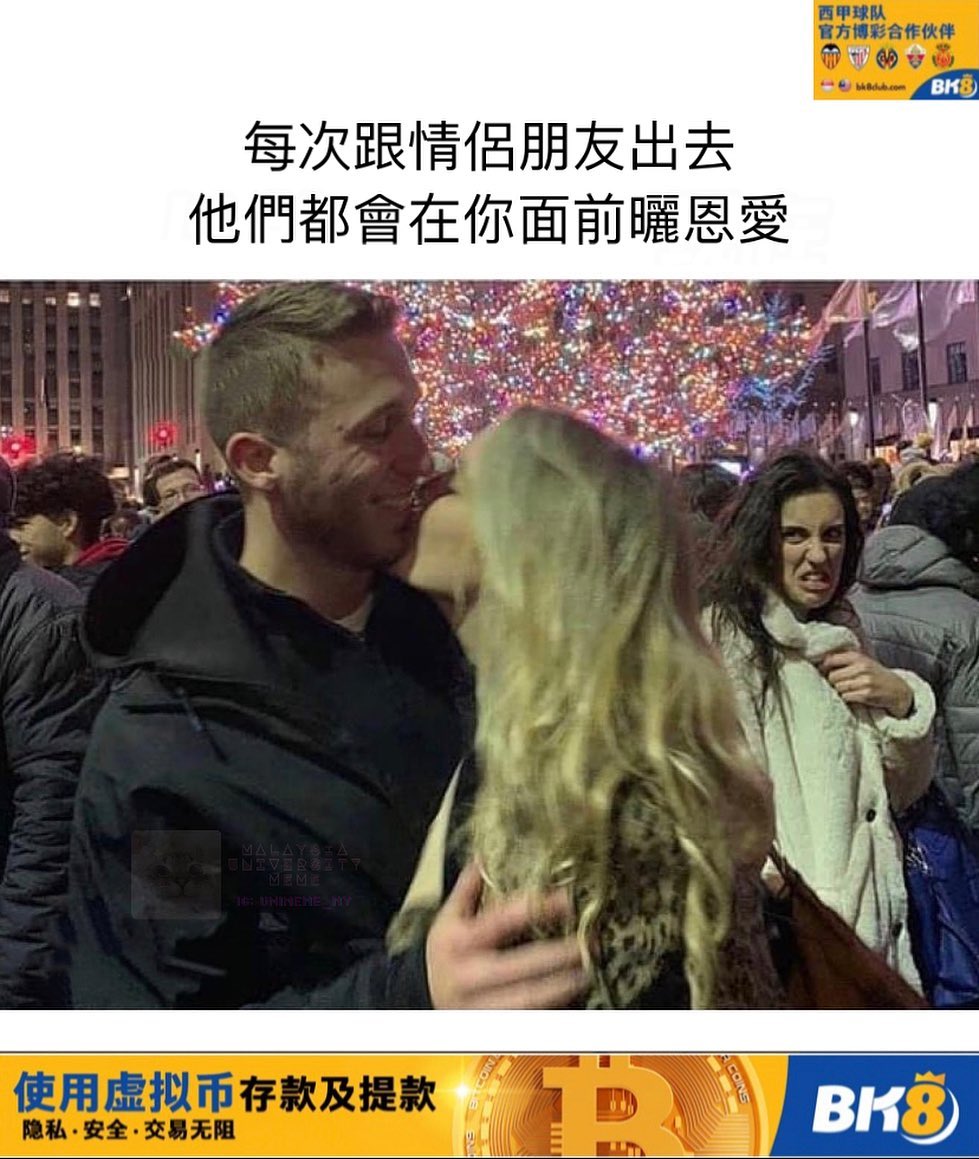 西甲球队
官方博彩合作伙伴
bk8club.com
BK8
每次跟情侶朋友出去
他們都會在你面前曬恩愛
MALAYSIA
UNIVERSITY
MEME
IG: UNIMEME_MY
使用虚拟币存款及提款
隐私·安全·交易无阻
BK8